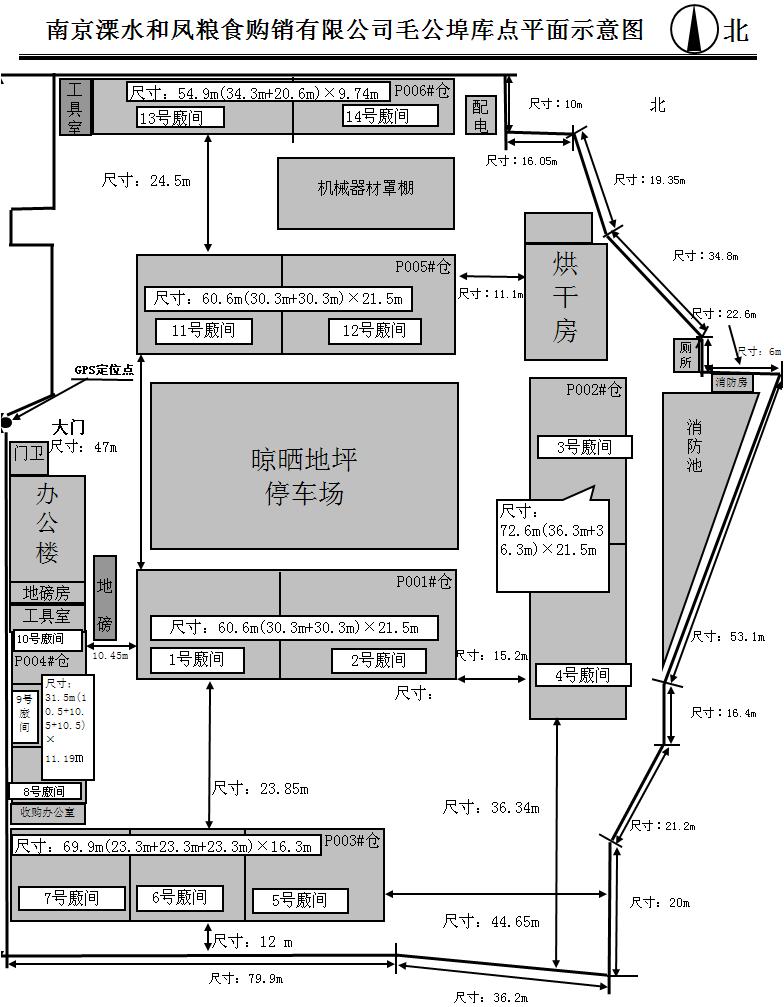 南京溧水和凤粮食购销有限公司毛公埠库点平面示意图
北
工具室
尺寸：54.9m(34.3m+20.6m)×9.74m
P006#仓
13号廒间
14号廒间
配电
尺寸：10m
北
尺寸：16.05m
尺寸：24.5m
机械器材罩棚
尺寸：19.35m
尺寸：34.8m
P005#仓
尺寸：60.6m(30.3m+30.3m)×21.5m
11号廒间
12号廒间
尺寸：11.1m
烘干房
尺寸：22.6m
厕所
尺寸：6m
消防房
GPS定位点
大门
尺寸：47m
门卫
晾晒地坪
停车场
P002#仓
3号廒间
消防池
办公楼
尺寸：
72.6m(36.3m+3
6.3m)×21.5m
地磅房
地磅
工具室
P001#仓
尺寸：60.6m(30.3m+30.3m)×21.5m
1号廒间
2号廒间
10号廒间
10.45m
尺寸：15.2m
尺寸：53.1m
P004#仓
4号廒间
尺寸：
31.5m(1
0.5+10.
5+10.5)
×
11.19m
9号廒间
尺寸：
尺寸：16.4m
8号廒间
尺寸：23.85m
尺寸：36.34m
收购办公室
尺寸：21.2m
尺寸：69.9m(23.3m+23.3m+23.3m)×16.3m
P003#仓
7号廒间
6号廒间
5号廒间
尺寸：44.65m
尺寸：20m
尺寸：12 m
尺寸：79.9m
尺寸：36.2m